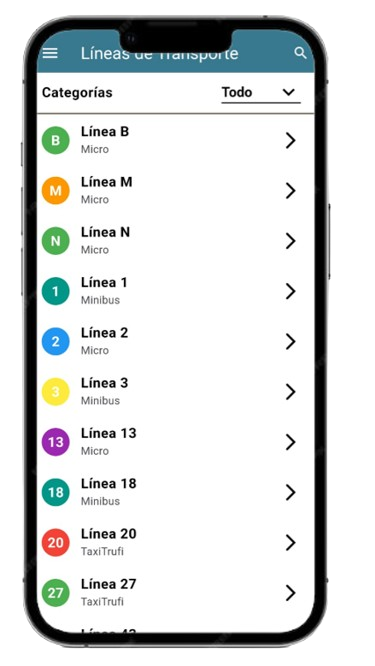 Líneas de Transporte
Categorías
Todo
B
Línea B
Micro
M
Línea M
Micro
N
Línea N
Micro
1
Línea 1
Minibus
2
Línea 2
Micro
3
Línea 3
Minibus
13
Línea 13
Micro
18
Línea 18
Minibus
20
Línea 20
TaxiTrufi
27
Línea 27
TaxiTrufi